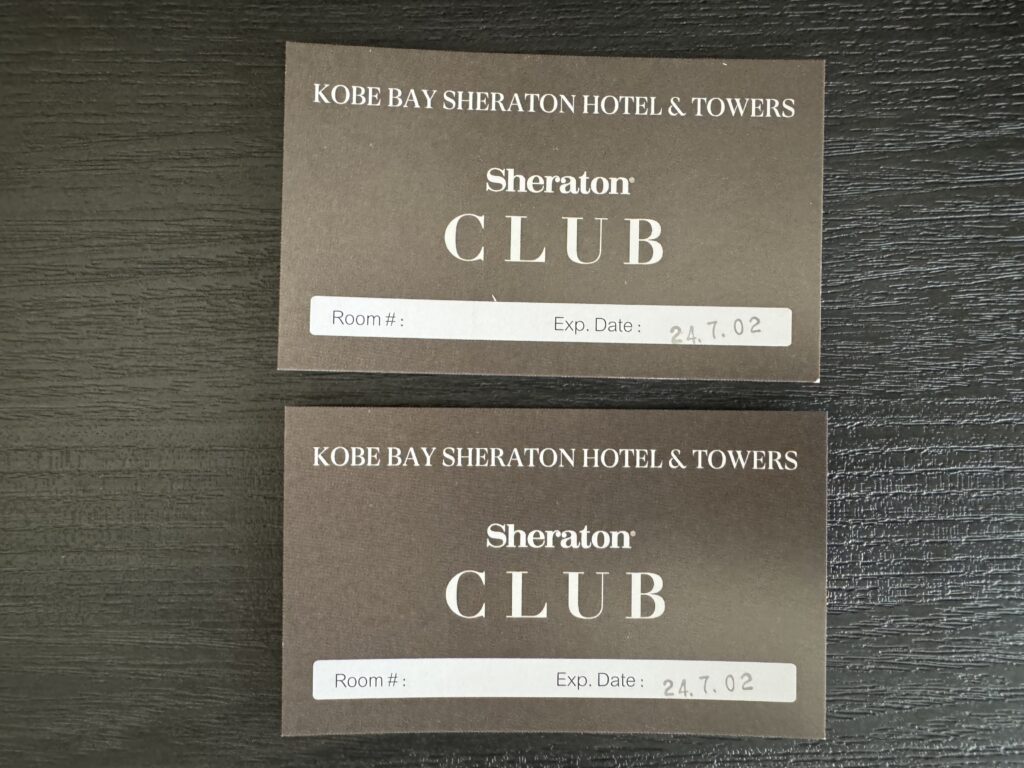 KOBE BAY SHERATON HOTEL & TOWERS
Sheraton®
CLUB
Room # : Exp. Date : 24.7.02
KOBE BAY SHERATON HOTEL & TOWERS
Sheraton®
CLUB
Room # : Exp. Date : 24.7.02